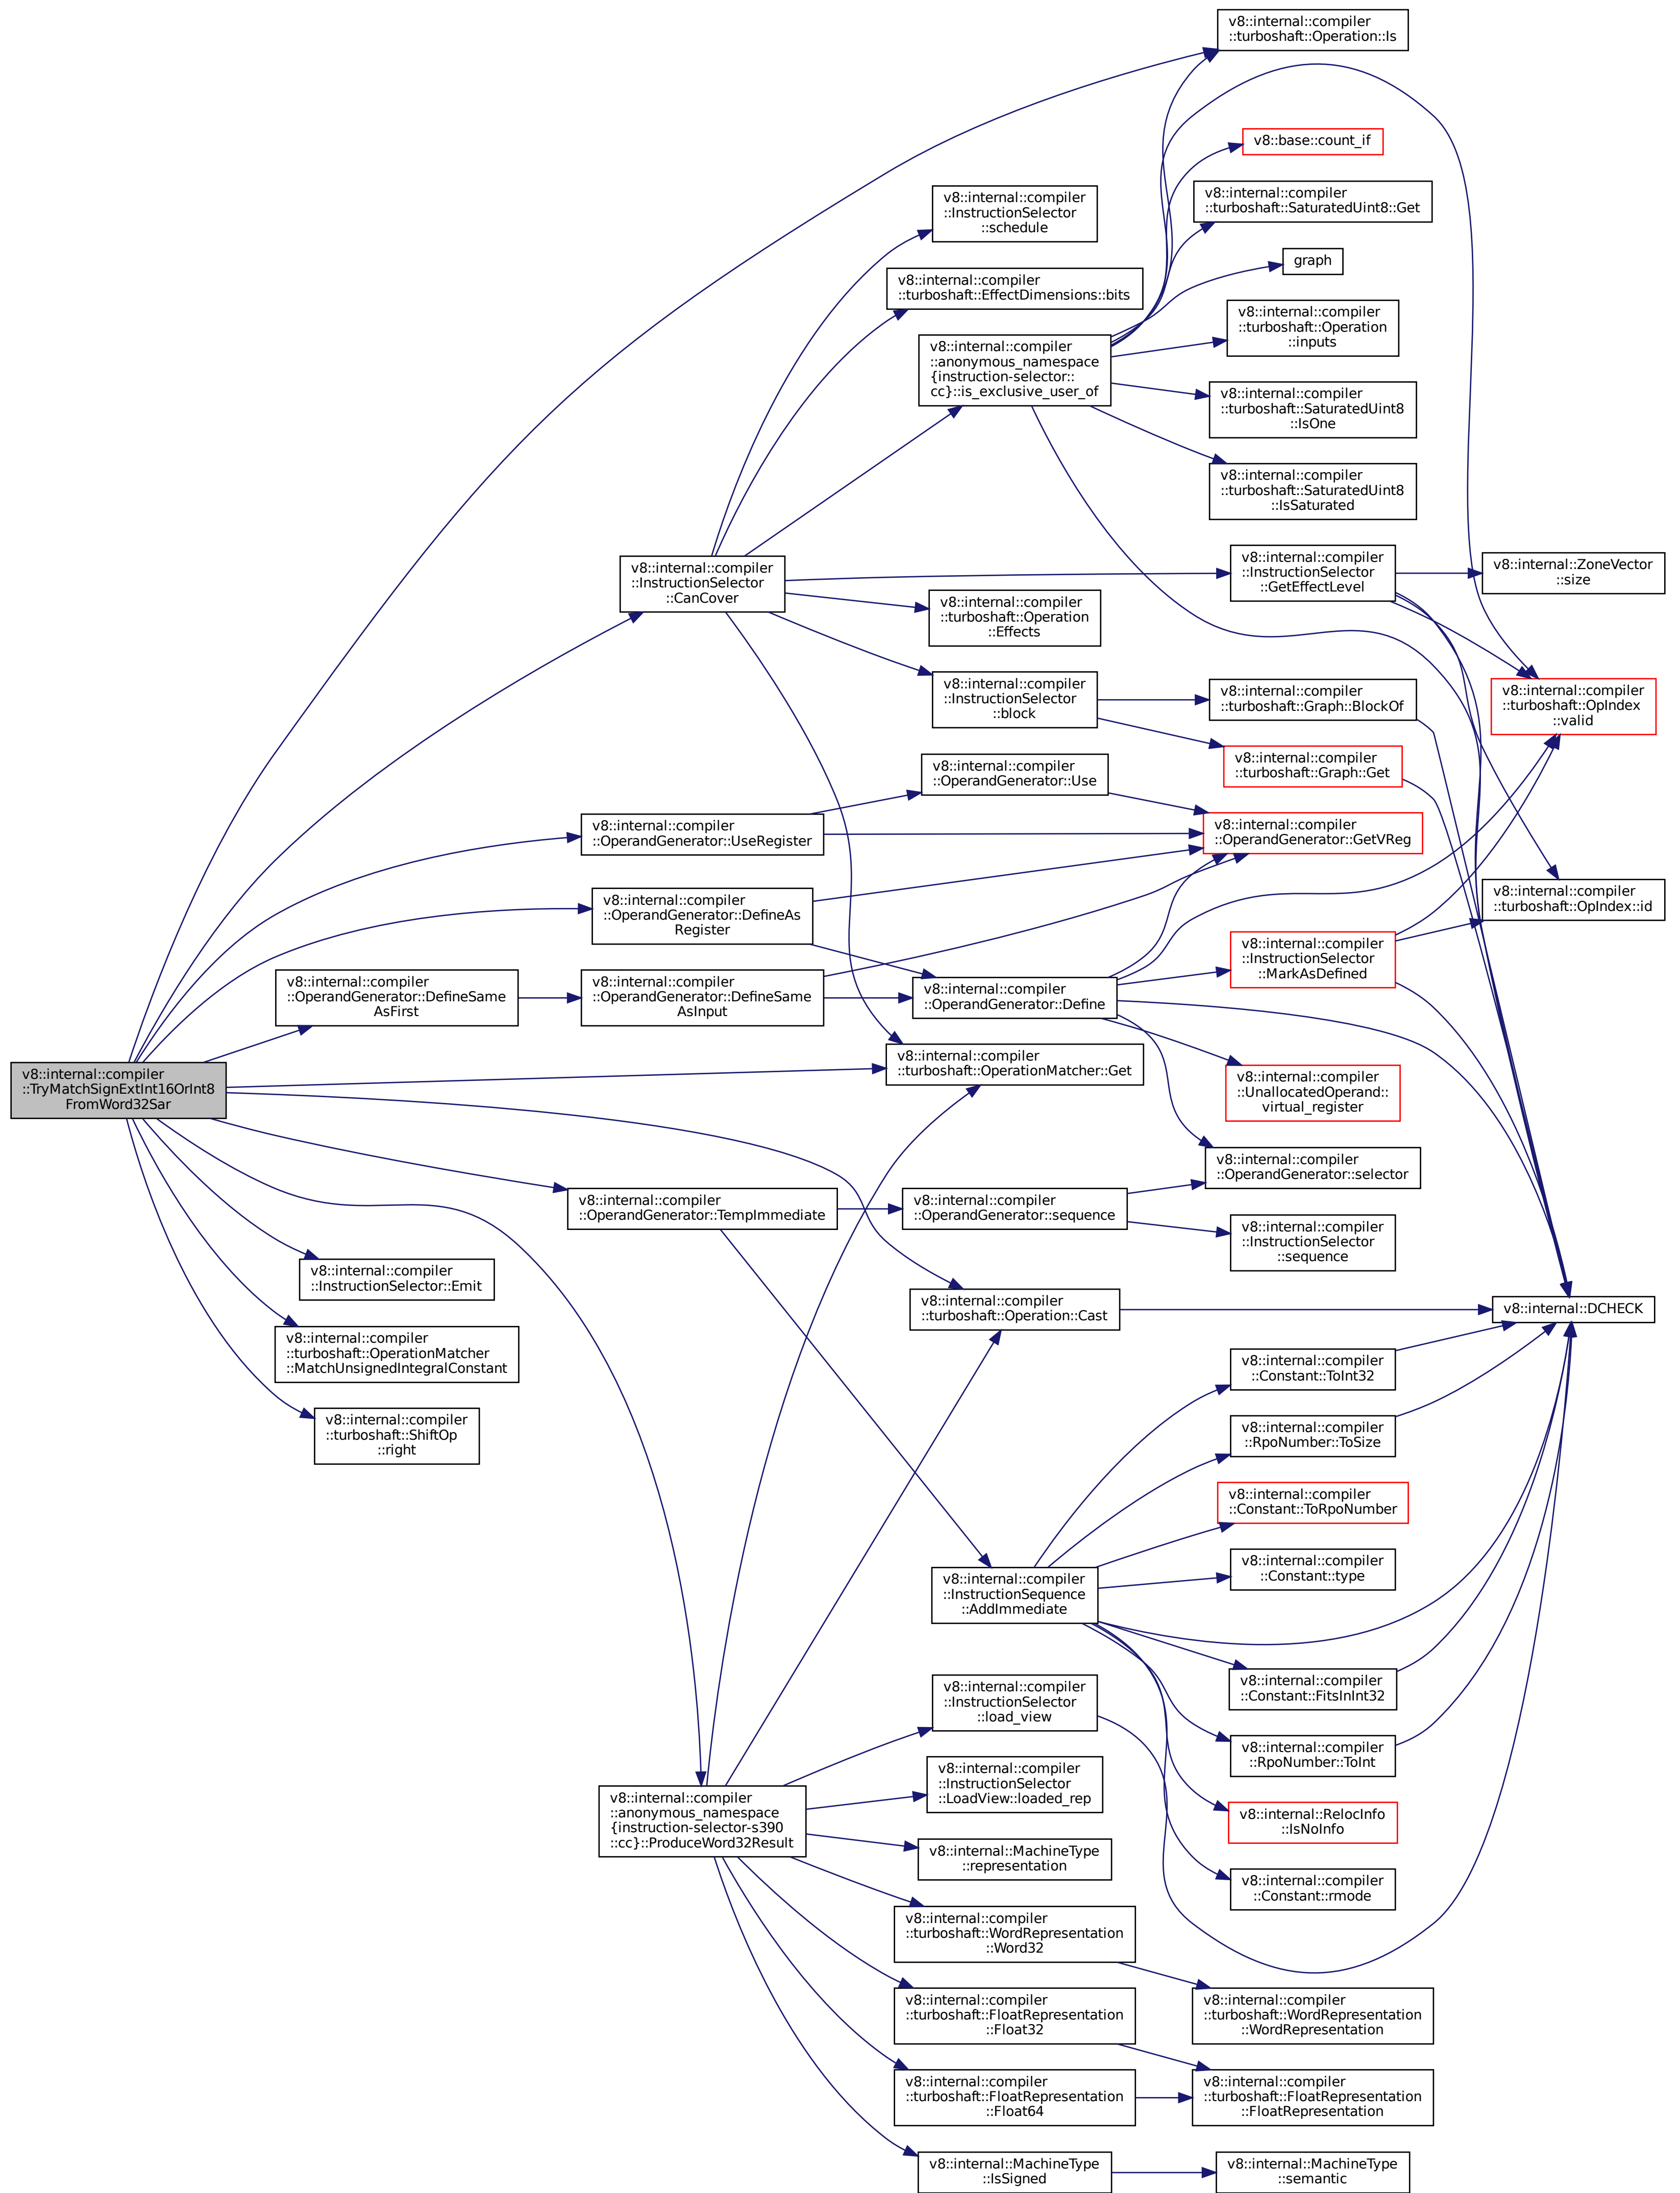 v8::internal::compiler
::turboshaft::Operation::Is
v8::base::count_if
v8::internal::compiler
::InstructionSelector
::schedule
v8::internal::compiler
::turboshaft::SaturatedUint8::Get
graph
v8::internal::compiler
::turboshaft::EffectDimensions::bits
v8::internal::compiler
::turboshaft::Operation
::inputs
v8::internal::compiler
::anonymous_namespace
{instruction-selector::
cc}::is_exclusive_user_of
v8::internal::compiler
::turboshaft::SaturatedUint8
::IsOne
v8::internal::compiler
::turboshaft::SaturatedUint8
::IsSaturated
v8::internal::compiler
::InstructionSelector
::CanCover
v8::internal::compiler
::InstructionSelector
::GetEffectLevel
v8::internal::ZoneVector
::size
v8::internal::compiler
::turboshaft::Operation
::Effects
v8::internal::compiler
::InstructionSelector
::block
v8::internal::compiler
::turboshaft::Graph::BlockOf
v8::internal::compiler
::turboshaft::OpIndex
::valid
v8::internal::compiler
::turboshaft::Graph::Get
v8::internal::compiler
::OperandGenerator::Use
v8::internal::compiler
::OperandGenerator::UseRegister
v8::internal::compiler
::OperandGenerator::GetVReg
v8::internal::compiler
::OperandGenerator::DefineAs
Register
v8::internal::compiler
::turboshaft::OpIndex::id
v8::internal::compiler
::InstructionSelector
::MarkAsDefined
v8::internal::compiler
::OperandGenerator::DefineSame
AsFirst
v8::internal::compiler
::OperandGenerator::DefineSame
AsInput
v8::internal::compiler
::OperandGenerator::Define
v8::internal::compiler
::TryMatchSignExtInt16OrInt8
FromWord32Sar
v8::internal::compiler
::turboshaft::OperationMatcher::Get
v8::internal::compiler
::UnallocatedOperand::
virtual_register
v8::internal::compiler
::OperandGenerator::selector
v8::internal::compiler
::OperandGenerator::TempImmediate
v8::internal::compiler
::OperandGenerator::sequence
v8::internal::compiler
::InstructionSelector
::sequence
v8::internal::compiler
::InstructionSelector::Emit
v8::internal::compiler
::turboshaft::Operation::Cast
v8::internal::DCHECK
v8::internal::compiler
::turboshaft::OperationMatcher
::MatchUnsignedIntegralConstant
v8::internal::compiler
::Constant::ToInt32
v8::internal::compiler
::turboshaft::ShiftOp
::right
v8::internal::compiler
::RpoNumber::ToSize
v8::internal::compiler
::Constant::ToRpoNumber
v8::internal::compiler
::Constant::type
v8::internal::compiler
::InstructionSequence
::AddImmediate
v8::internal::compiler
::Constant::FitsInInt32
v8::internal::compiler
::InstructionSelector
::load_view
v8::internal::compiler
::RpoNumber::ToInt
v8::internal::compiler
::InstructionSelector
::LoadView::loaded_rep
v8::internal::compiler
::anonymous_namespace
{instruction-selector-s390
::cc}::ProduceWord32Result
v8::internal::RelocInfo
::IsNoInfo
v8::internal::MachineType
::representation
v8::internal::compiler
::Constant::rmode
v8::internal::compiler
::turboshaft::WordRepresentation
::Word32
v8::internal::compiler
::turboshaft::FloatRepresentation
::Float32
v8::internal::compiler
::turboshaft::WordRepresentation
::WordRepresentation
v8::internal::compiler
::turboshaft::FloatRepresentation
::Float64
v8::internal::compiler
::turboshaft::FloatRepresentation
::FloatRepresentation
v8::internal::MachineType
::IsSigned
v8::internal::MachineType
::semantic